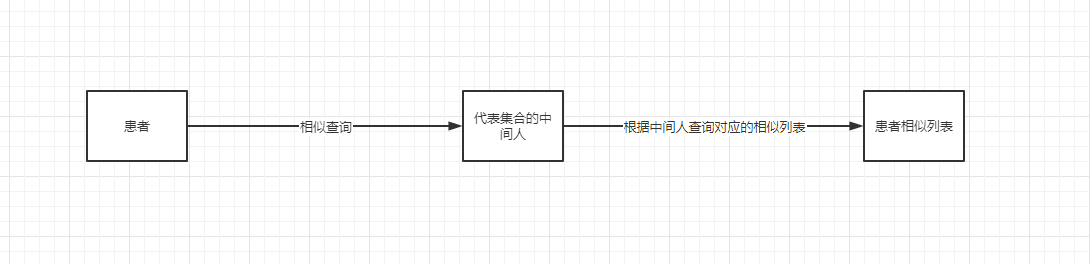 患者
相似查询
代表集合的中
间人
根据中间人查询对应的相似列表
患者相似列表